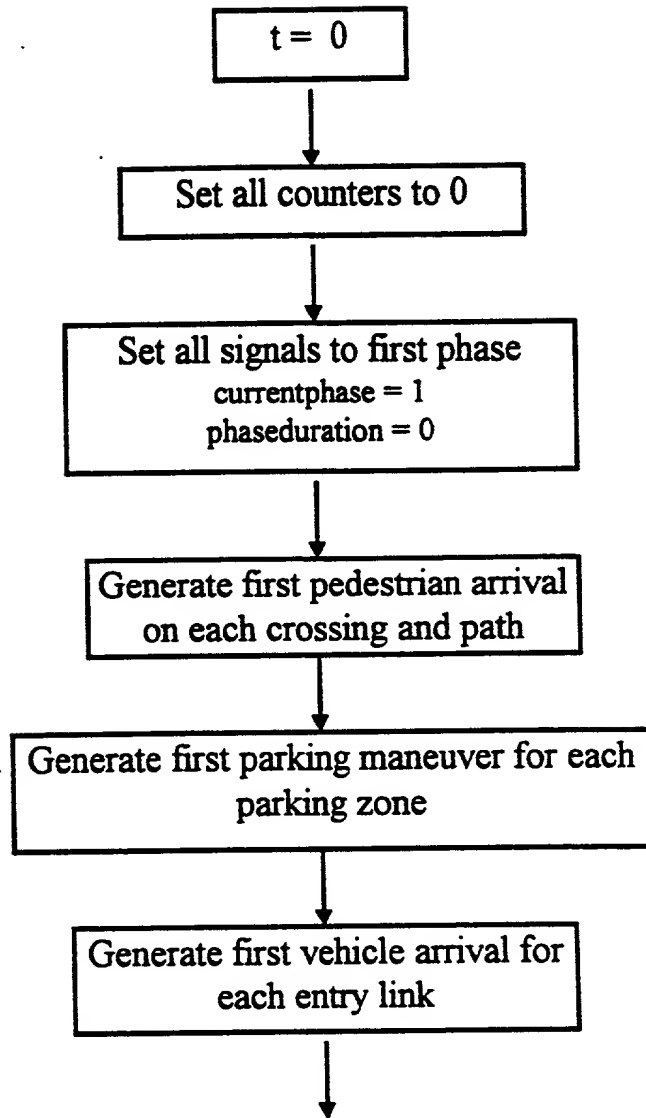 t = 0
Set all counters to 0
Set all signals to first phase
currentphase = 1
phaseduration = 0
Generate first pedestrian arrival
on each crossing and path
Generate first parking maneuver for each
parking zone
Generate first vehicle arrival for
each entry link